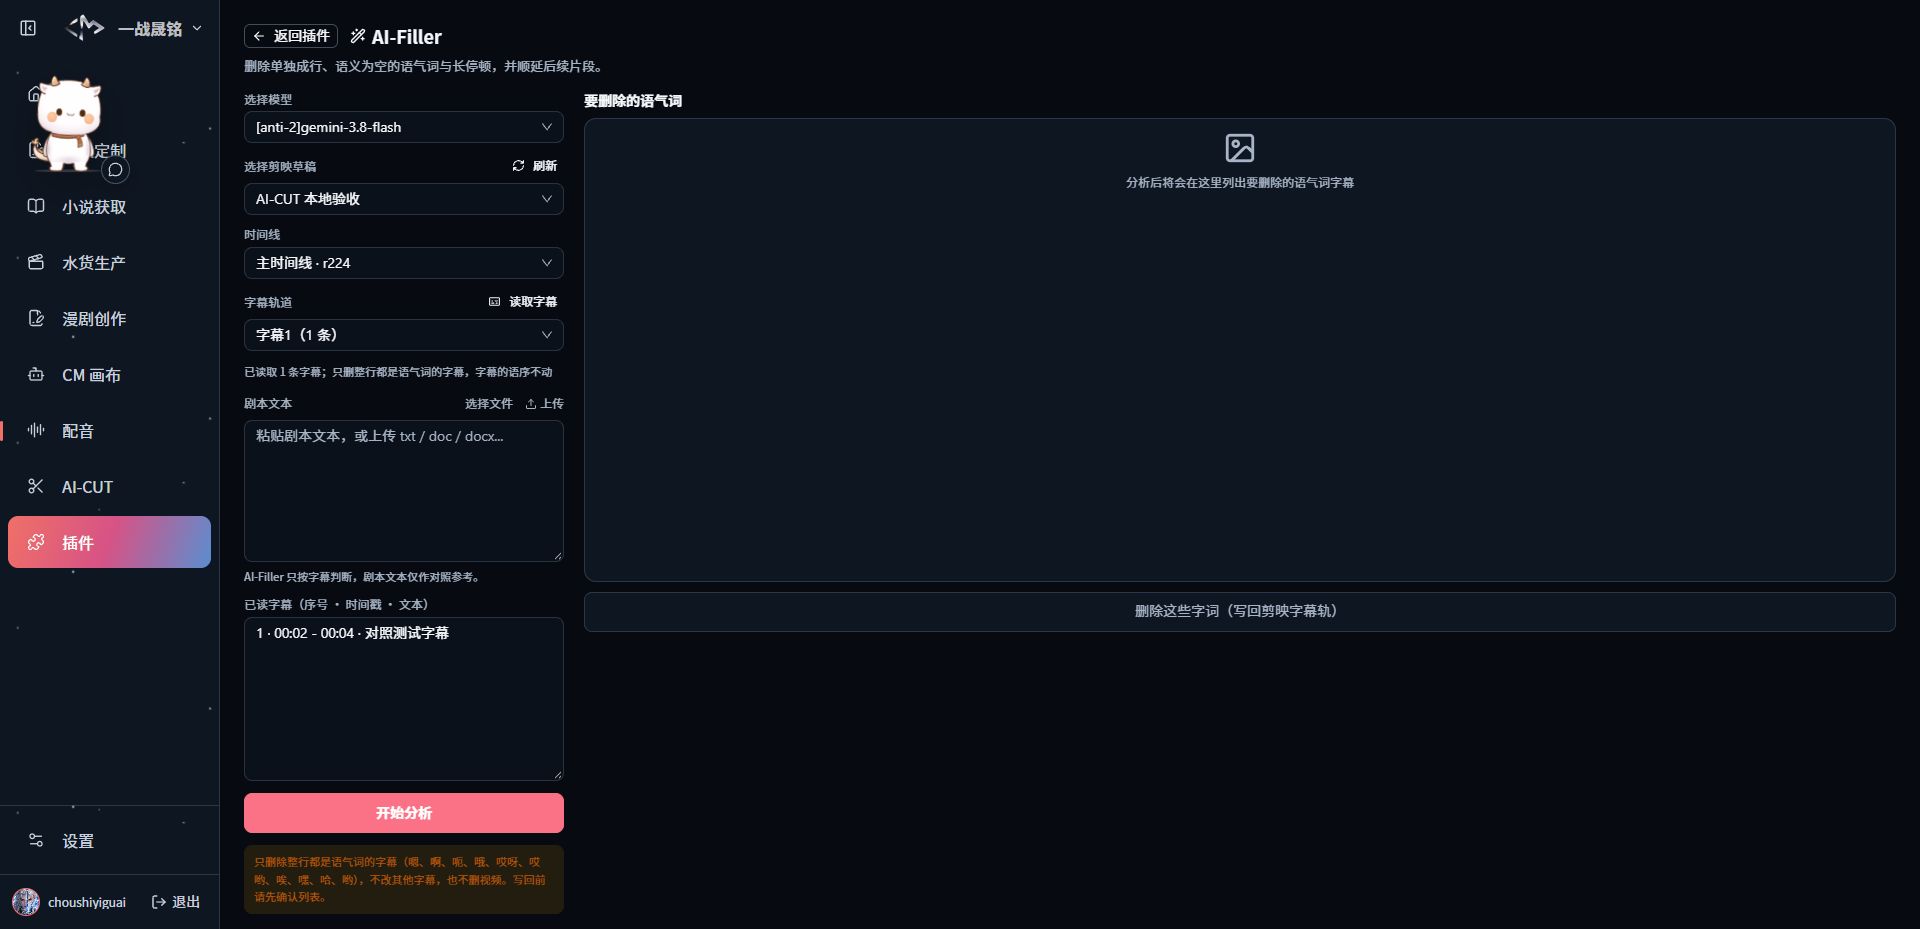 一战晟铭
定制
小说获取
水货生产
漫剧创作
CM 画布
配音
AI-CUT
插件
设置
choushiyiguai
退出
返回插件
AI-Filler
删除单独成行、语义为空的语气词与长停顿，并顺延后续片段。
选择模型
[anti-2]gemini-3.8-flash
选择剪映草稿
刷新
AI-CUT 本地验收
时间线
主时间线 · r224
字幕轨道
读取字幕
字幕1（1 条）
已读取 1 条字幕；只删整行都是语气词的字幕，字幕的语序不动
剧本文本
选择文件
上传
粘贴剧本文本，或上传 txt / doc / docx...
AI-Filler 只按字幕判断，剧本文本仅作对照参考。
已读字幕（序号 · 时间戳 · 文本）
1 · 00:02 - 00:04 · 对照测试字幕
开始分析
只删除整行都是语气词的字幕（嗯、啊、呃、哦、哎呀、哎
哟、唉、嘿、哈、哟），不改其他字幕，也不删视频。写回前
请先确认列表。
要删除的语气词
分析后将会在这里列出要删除的语气词字幕
删除这些字词（写回剪映字幕轨）